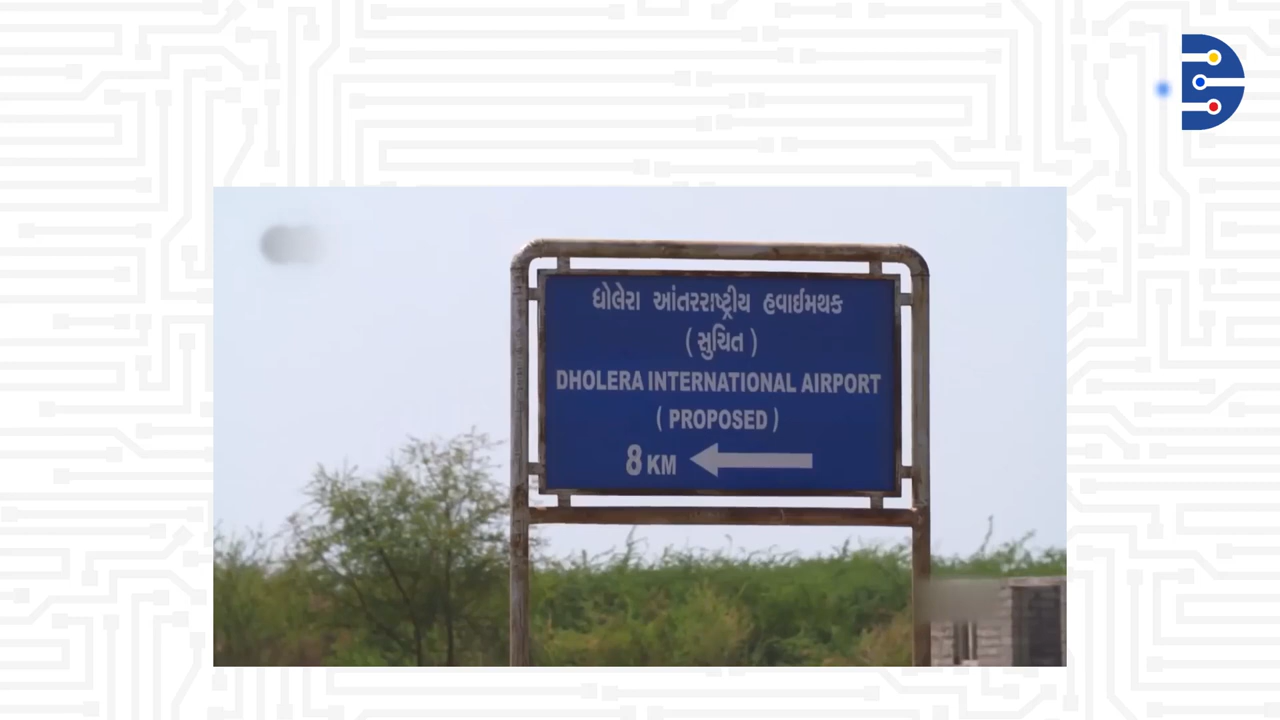 ધોલેરા આંતરરાષ્ટ્રીય હવાઈમથક
( સુચિત )
DHOLERA INTERNATIONAL AIRPORT
( PROPOSED )
8 KM